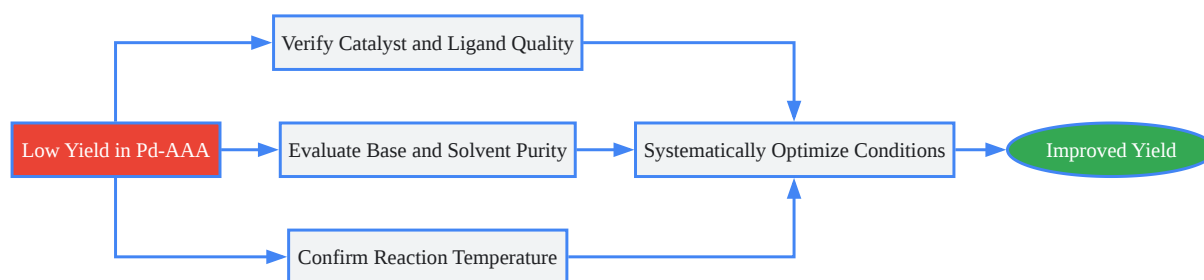 Verify Catalyst and Ligand Quality
Low Yield in Pd-AAA
Evaluate Base and Solvent Purity
Systematically Optimize Conditions
Improved Yield
Confirm Reaction Temperature